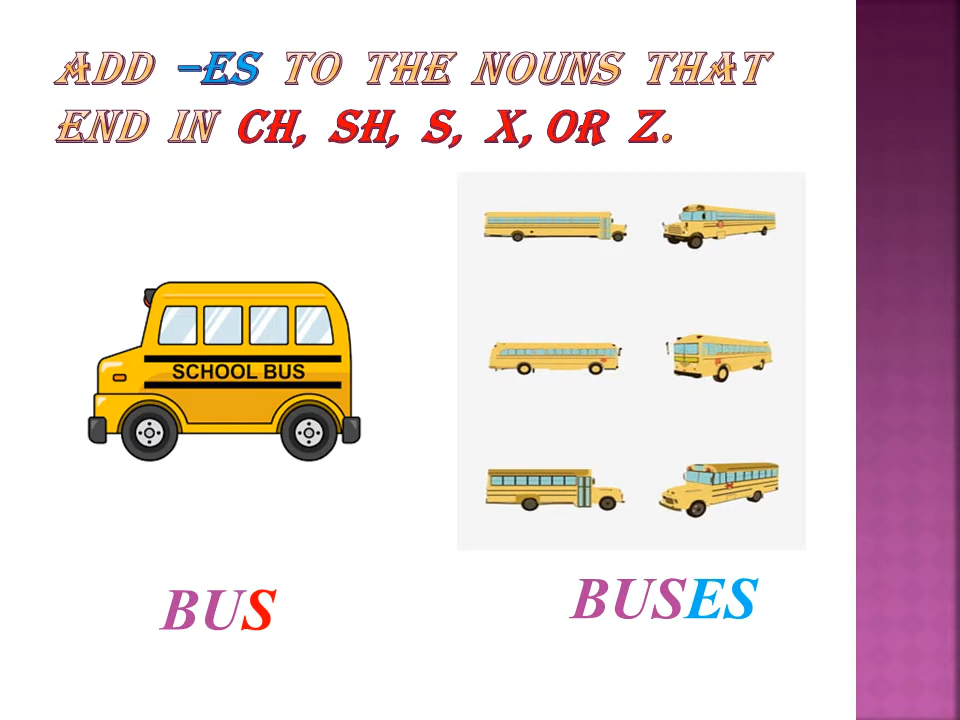 ADD –ES TO THE NOUNS THAT
END IN CH, SH, S, X, OR Z.
SCHOOL BUS
BUS
BUSES